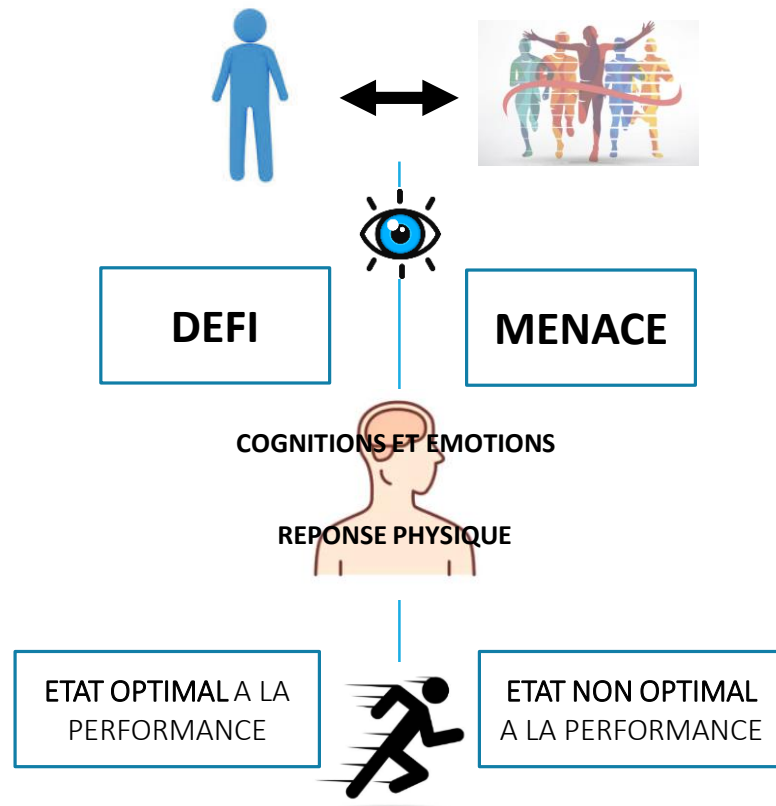 DEFI
MENACE
COGNITIONS ET EMOTIONS
REPONSE PHYSIQUE
ETAT OPTIMAL A LA
PERFORMANCE
ETAT NON OPTIMAL
A LA PERFORMANCE